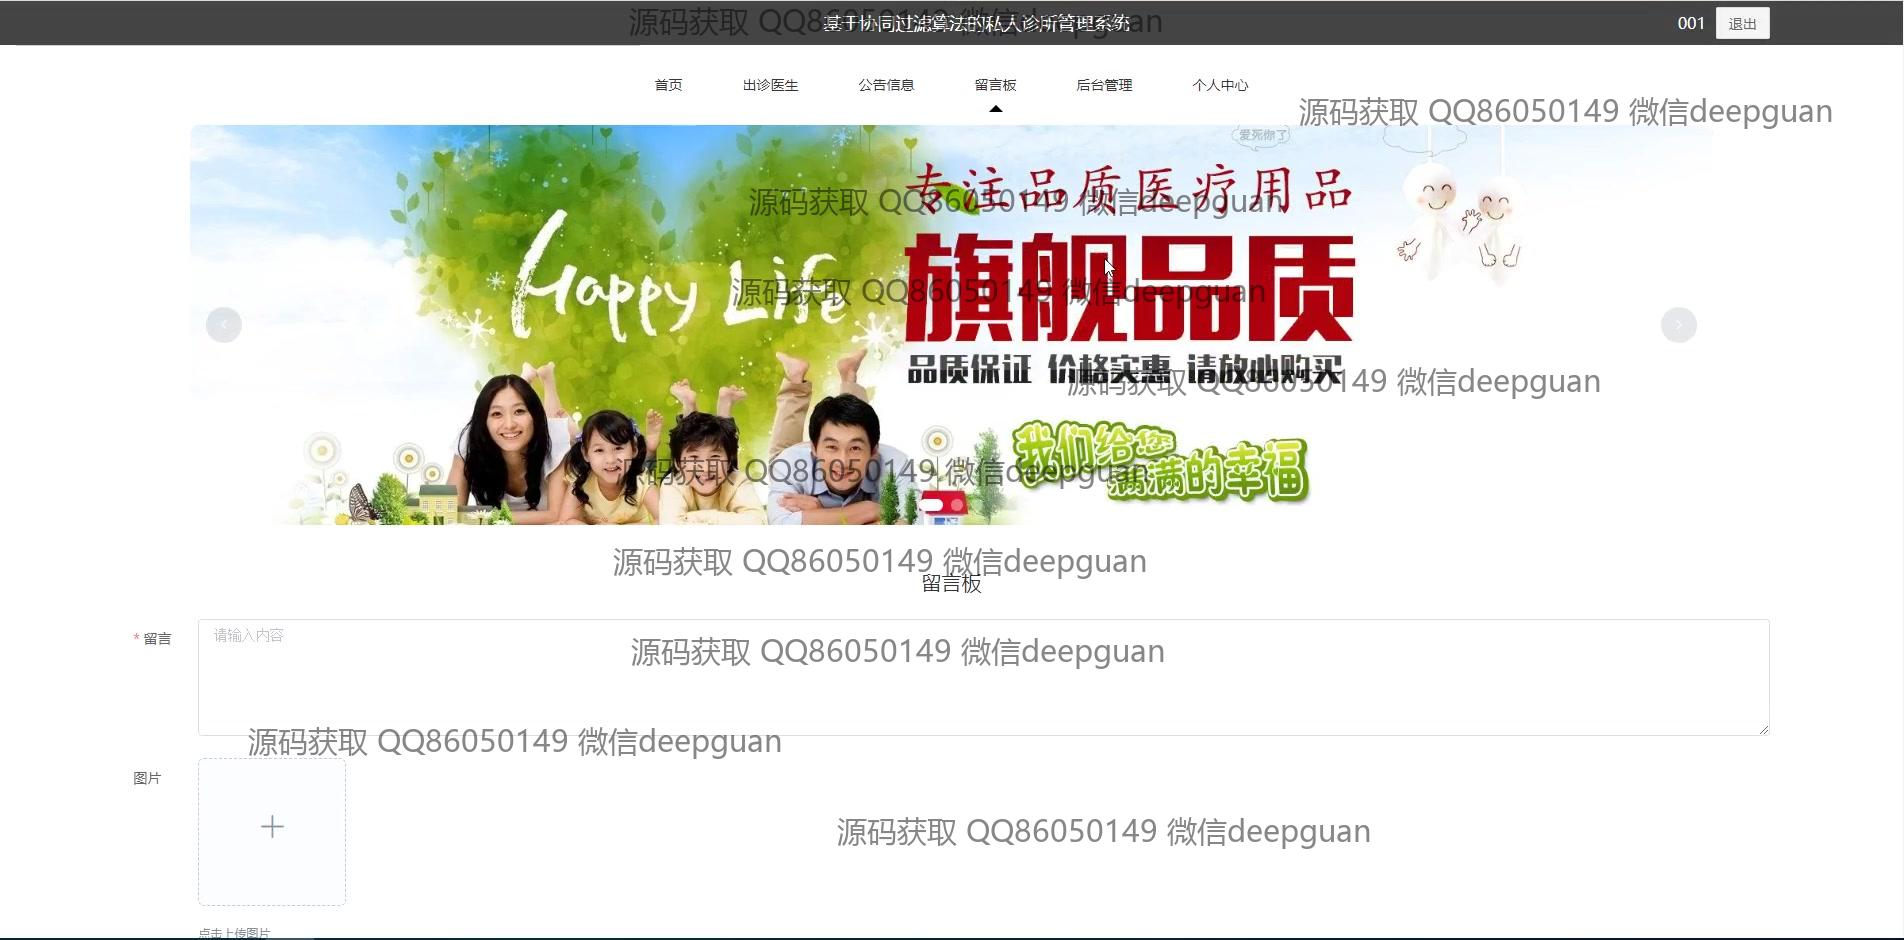 源码获取 QQ86050149 微信deepguan
基于协同过滤算法的私人诊所管理系统
001
退出
首页
出诊医生
公告信息
留言板
后台管理
个人中心
源码获取 QQ86050149 微信deepguan
爱死你了
专注品质医疗用品
源码获取 QQ86050149 微信deepguan
Happy Life
旗舰品质
源码获取 QQ86050149 微信deepguan
品质保证 价格实惠 请放心购买
源码获取 QQ86050149 微信deepguan
我们给您
满满的幸福
源码获取 QQ86050149 微信deepguan
源码获取 QQ86050149 微信deepguan
留言板
* 留言
请输入内容
源码获取 QQ86050149 微信deepguan
源码获取 QQ86050149 微信deepguan
图片
源码获取 QQ86050149 微信deepguan
点击上传图片